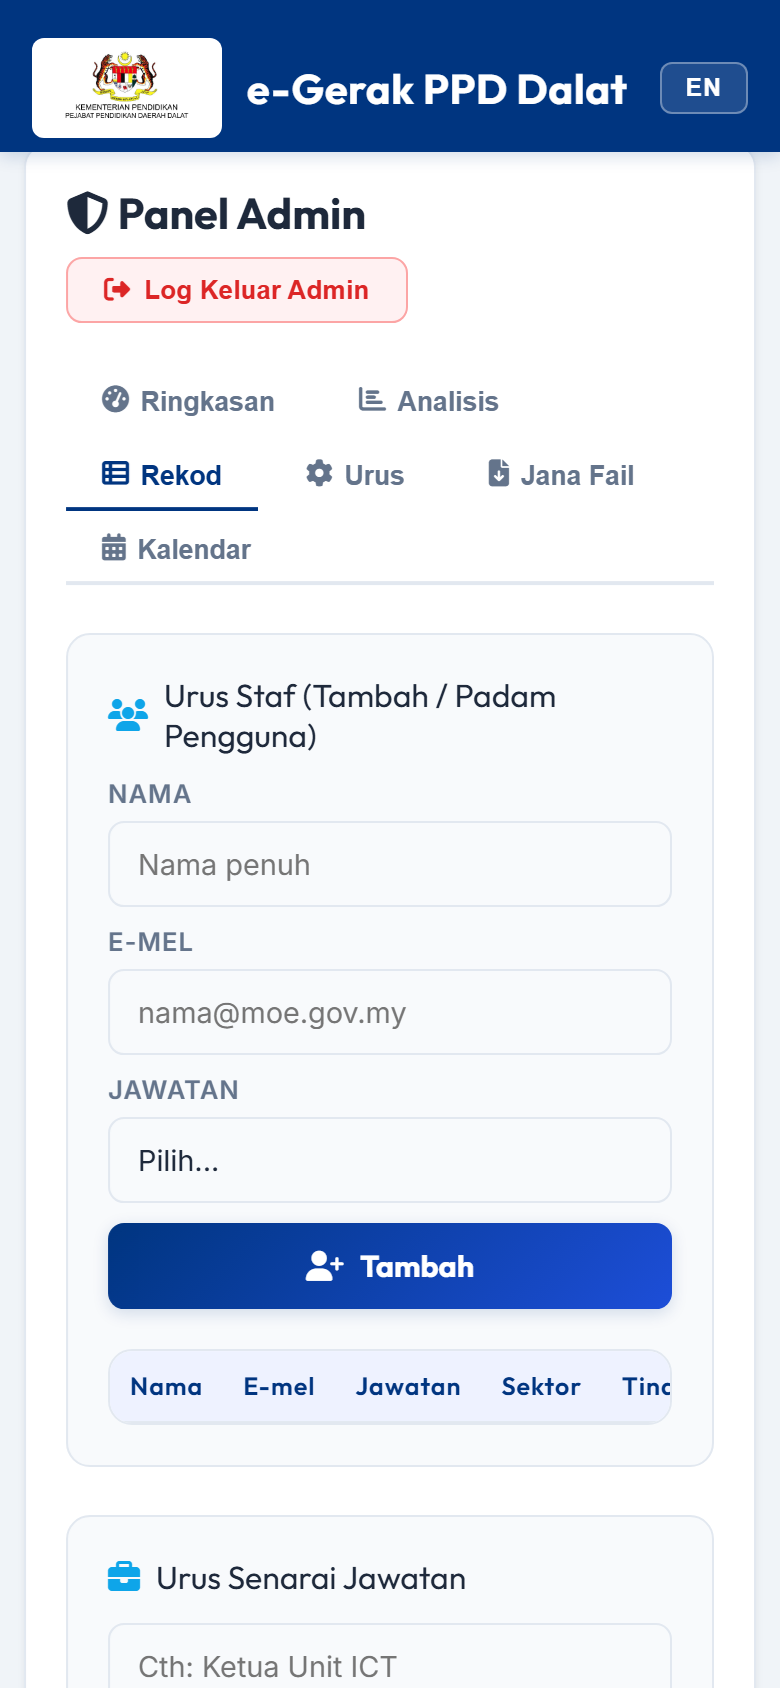 KEMENTERIAN PENDIDIKAN
PEJABAT PENDIDIKAN DAERAH DALAT
e-Gerak PPD Dalat
EN
Panel Admin
Log Keluar Admin
Ringkasan
Analisis
Rekod
Urus
Jana Fail
Kalendar
Urus Staf (Tambah / Padam
Pengguna)
NAMA
Nama penuh
E-MEL
nama@moe.gov.my
JAWATAN
Pilih...
Tambah
Nama E-mel Jawatan Sektor
Urus Senarai Jawatan
Cth: Ketua Unit ICT